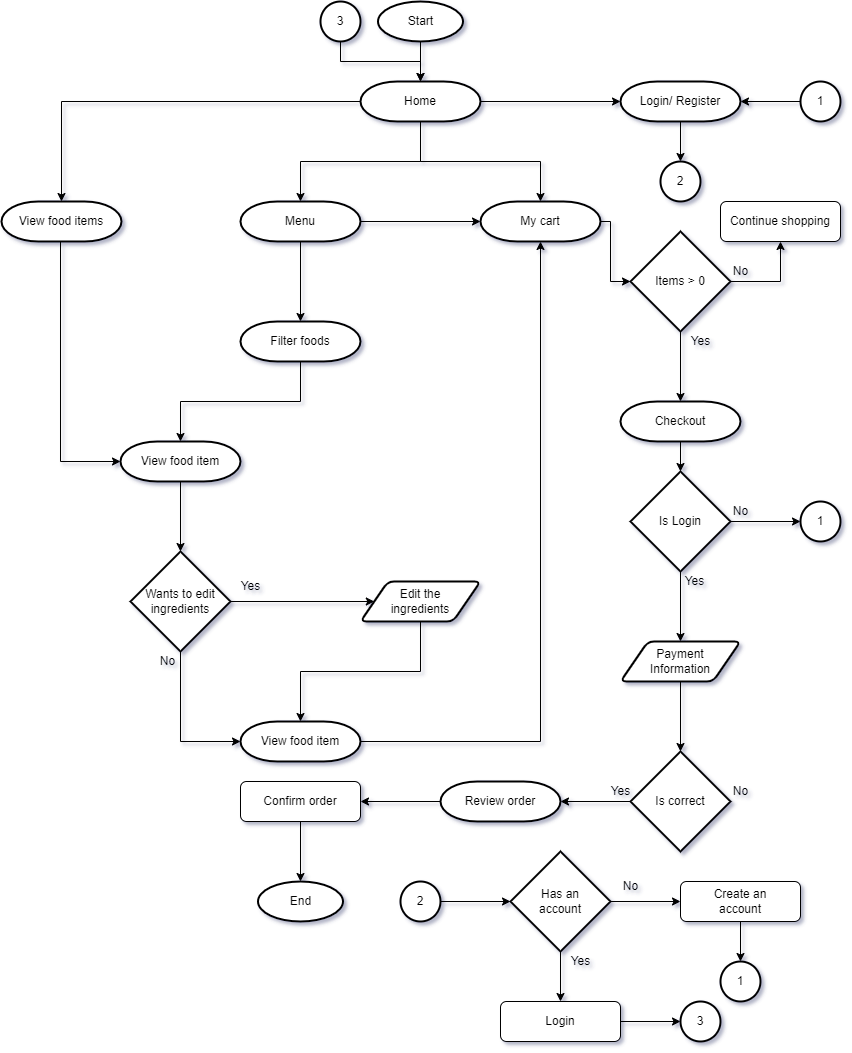 3
Start
Home
Login/ Register
1
2
View food items
Menu
My cart
Continue shopping
Items > 0
No
Yes
Filter foods
Checkout
View food item
Is Login
No
1
Yes
Wants to edit
ingredients
Yes
No
Edit the
ingredients
Payment
Information
View food item
Confirm order
Review order
Yes
Is correct
No
End
2
Has an
account
No
Create an
account
Yes
1
Login
3